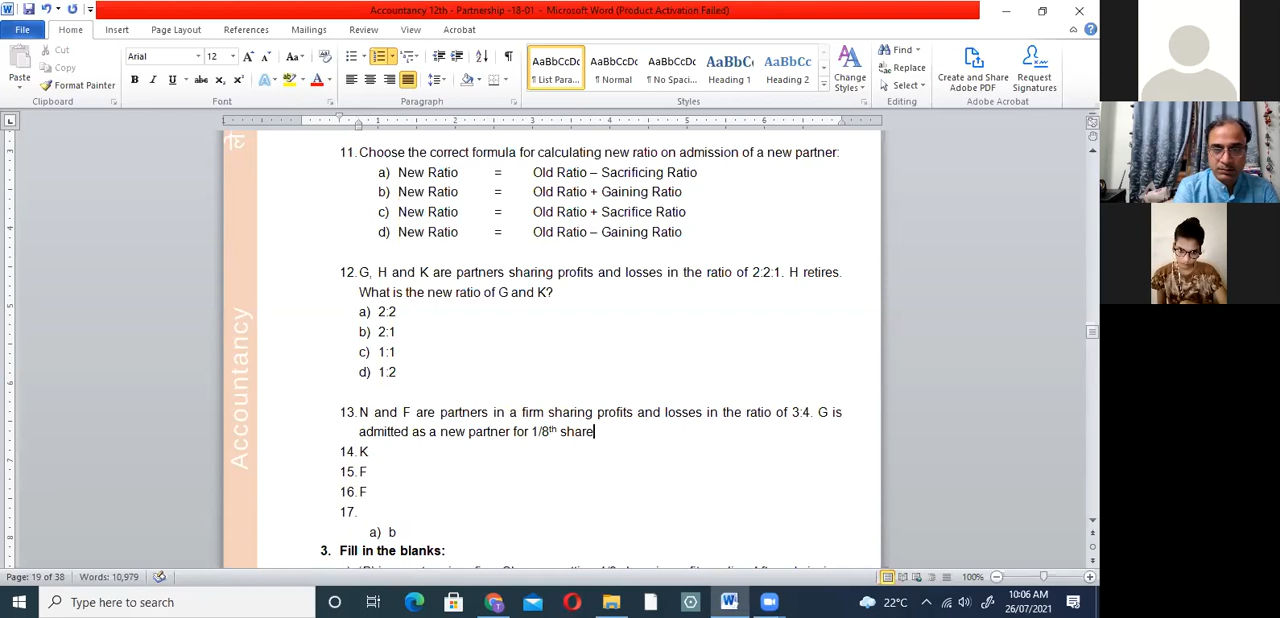 Accountancy 12th - Partnership -18-01 - Microsoft Word (Product Activation Failed)
File Home Insert Page Layout References Mailings Review View Acrobat
Cut
Copy
Format Painter
Paste
Clipboard
Arial 12
Font
Paragraph
AaBbCcDc AaBbCcDc AaBbCcDc AaBbC AaBbCc
¶ List Para... ¶ Normal ¶ No Spaci... Heading 1 Heading 2
Styles
Change Styles
Find
Replace
Select
Editing
Create and Share Adobe PDF
Request Signatures
Adobe Acrobat
11. Choose the correct formula for calculating new ratio on admission of a new partner:
a) New Ratio = Old Ratio – Sacrificing Ratio
b) New Ratio = Old Ratio + Gaining Ratio
c) New Ratio = Old Ratio + Sacrifice Ratio
d) New Ratio = Old Ratio – Gaining Ratio
12. G, H and K are partners sharing profits and losses in the ratio of 2:2:1. H retires.
What is the new ratio of G and K?
a) 2:2
b) 2:1
c) 1:1
d) 1:2
13. N and F are partners in a firm sharing profits and losses in the ratio of 3:4. G is
admitted as a new partner for 1/8th share
14. K
15. F
16. F
17.
a) b
3. Fill in the blanks:
Accountancy
Page: 19 of 38 Words: 10,979 100%
Type here to search
22°C
10:06 AM
26/07/2021